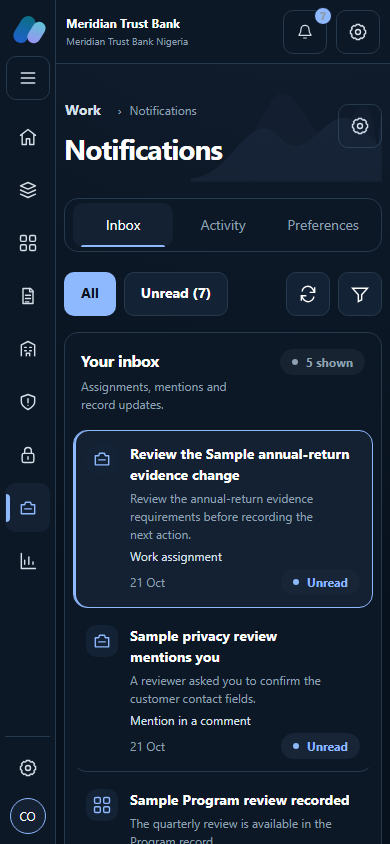 Meridian Trust Bank
Meridian Trust Bank Nigeria
7
Work › Notifications
Notifications
Inbox Activity Preferences
All Unread (7)
Your inbox
5 shown
Assignments, mentions and
record updates.
Review the Sample annual-return
evidence change
Review the annual-return evidence
requirements before recording the
next action.
Work assignment
21 Oct Unread
Sample privacy review
mentions you
A reviewer asked you to confirm the
customer contact fields.
Mention in a comment
21 Oct Unread
Sample Program review recorded
The quarterly review is available in the
Program record.
CO